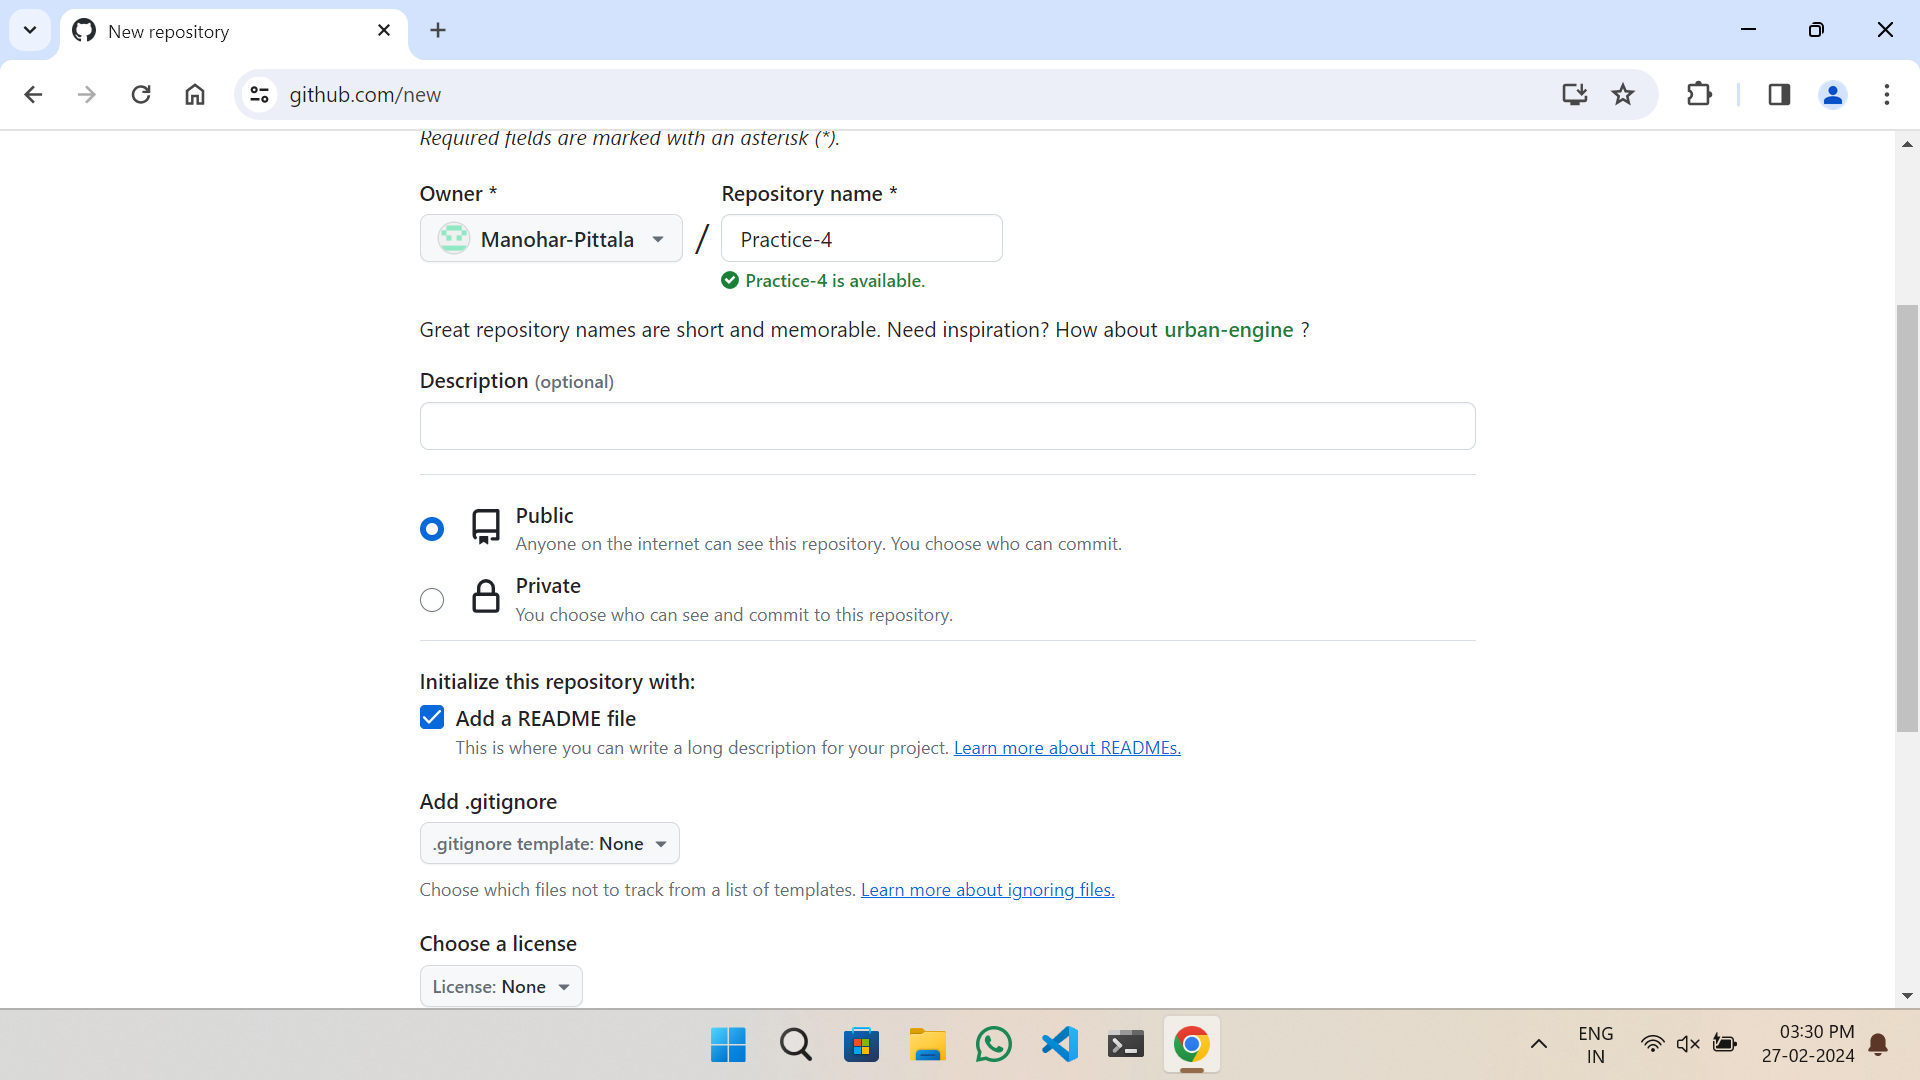 New repository
github.com/new
Required fields are marked with an asterisk (*).
Owner * Repository name *
Manohar-Pittala / Practice-4
Practice-4 is available.
Great repository names are short and memorable. Need inspiration? How about urban-engine ?
Description (optional)
Public
Anyone on the internet can see this repository. You choose who can commit.
Private
You choose who can see and commit to this repository.
Initialize this repository with:
Add a README file
This is where you can write a long description for your project. Learn more about READMEs.
Add .gitignore
.gitignore template: None
Choose which files not to track from a list of templates. Learn more about ignoring files.
Choose a license
License: None
ENG
IN
03:30 PM
27-02-2024